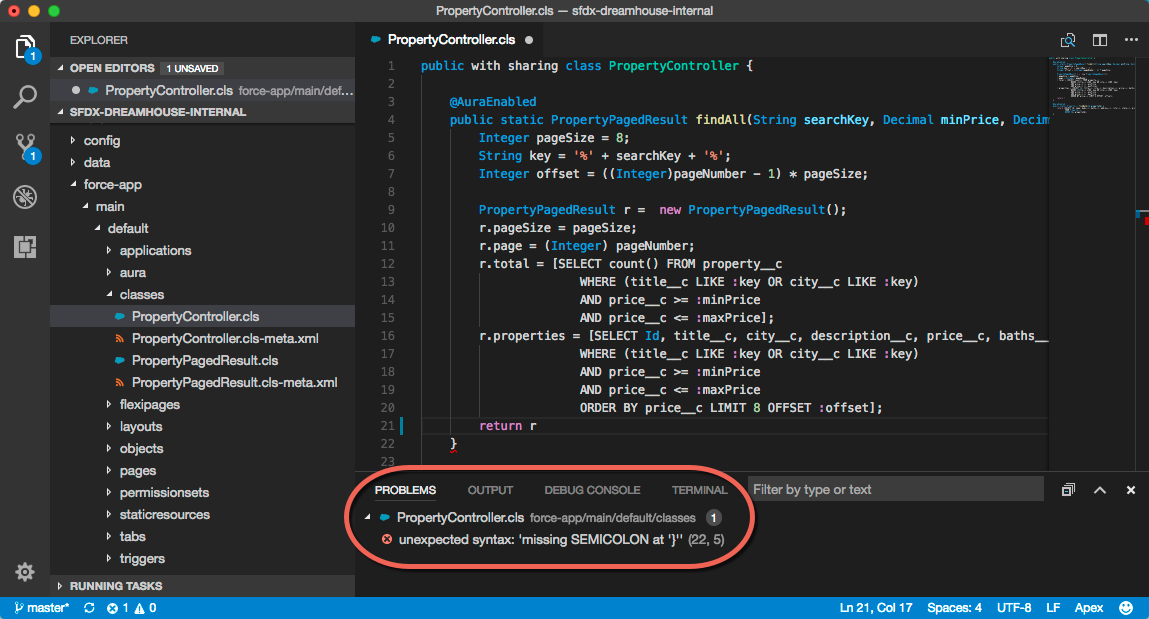 PropertyController.cls — sfdx-dreamhouse-internal
EXPLORER
OPEN EDITORS 1 UNSAVED
PropertyController.cls force-app/main/def...
SFDX-DREAMHOUSE-INTERNAL
config
data
force-app
main
default
applications
aura
classes
PropertyController.cls
PropertyController.cls-meta.xml
PropertyPagedResult.cls
PropertyPagedResult.cls-meta.xml
flexipages
layouts
objects
pages
permissionsets
staticresources
tabs
triggers
RUNNING TASKS
1
1
PropertyController.cls
1 public with sharing class PropertyController {
2
3 @AuraEnabled
4 public static PropertyPagedResult findAll(String searchKey, Decimal minPrice, Decim
5 Integer pageSize = 8;
6 String key = '%' + searchKey + '%';
7 Integer offset = ((Integer)pageNumber - 1) * pageSize;
8
9 PropertyPagedResult r =  new PropertyPagedResult();
10 r.pageSize = pageSize;
11 r.page = (Integer) pageNumber;
12 r.total = [SELECT count() FROM property__c
13 WHERE (title__c LIKE :key OR city__c LIKE :key)
14 AND price__c >= :minPrice
15 AND price__c <= :maxPrice];
16 r.properties = [SELECT Id, title__c, city__c, description__c, price__c, baths__
17 WHERE (title__c LIKE :key OR city__c LIKE :key)
18 AND price__c >= :minPrice
19 AND price__c <= :maxPrice
20 ORDER BY price__c LIMIT 8 OFFSET :offset];
21 return r
22 }
23
PROBLEMS OUTPUT DEBUG CONSOLE TERMINAL Filter by type or text
PropertyController.cls force-app/main/default/classes 1
unexpected syntax: 'missing SEMICOLON at '}'' (22, 5)
master* 1 0 Ln 21, Col 17 Spaces: 4 UTF-8 LF Apex